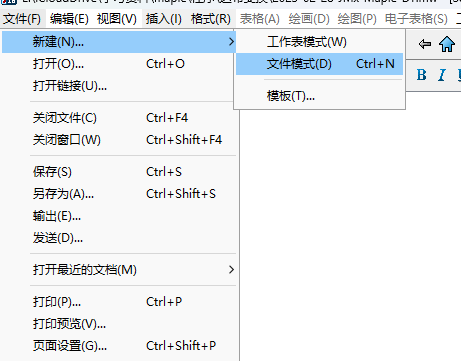 文件(F) 编辑(E) 视图(V) 插入(I) 格式(R) 表格(A) 画图(D) 绘图(P) 电子表格(S)
新建(N)...
工作表模式(W)
打开(O)... Ctrl+O
文件模式(D) Ctrl+N
打开链接(U)...
B I
模板(T)...
关闭文件(C) Ctrl+F4
关闭窗口(W) Ctrl+Shift+F4
保存(S) Ctrl+S
另存为(A)... Ctrl+Shift+S
输出(E)...
发送(D)...
打开最近的文档(M)
打印(P)... Ctrl+P
打印预览(V)...
页面设置(G)... Ctrl+Shift+P